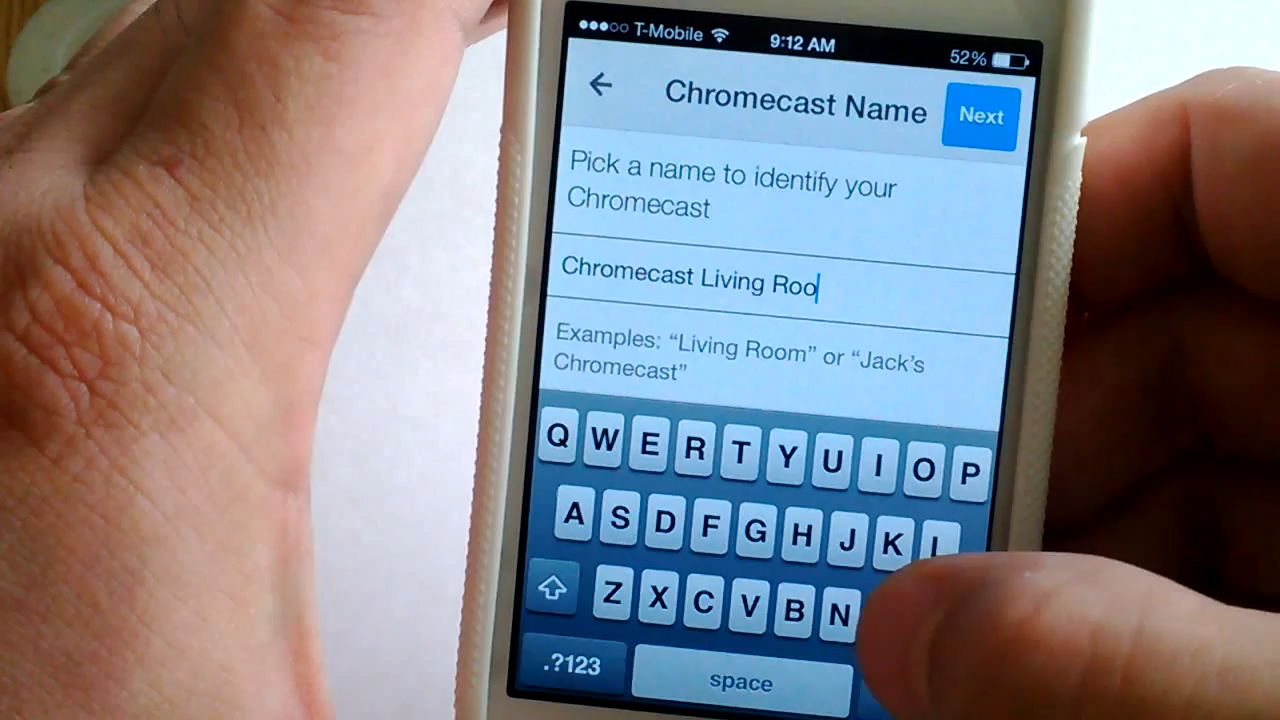 T-Mobile 9:12 AM 52%
Chromecast Name Next
Pick a name to identify your
Chromecast
Chromecast Living Roo
Examples: “Living Room” or “Jack’s
Chromecast”
Q W E R T Y U I O P
A S D F G H J K L
Z X C V B N
.?123 space